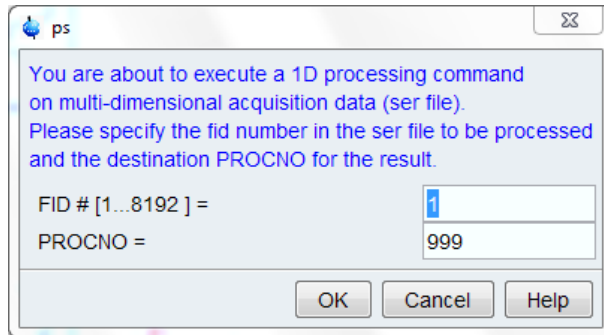 ps
You are about to execute a 1D processing command
on multi-dimensional acquisition data (ser file).
Please specify the fid number in the ser file to be processed
and the destination PROCNO for the result.
FID # [1...8192 ] = 1
PROCNO = 999
OK Cancel Help